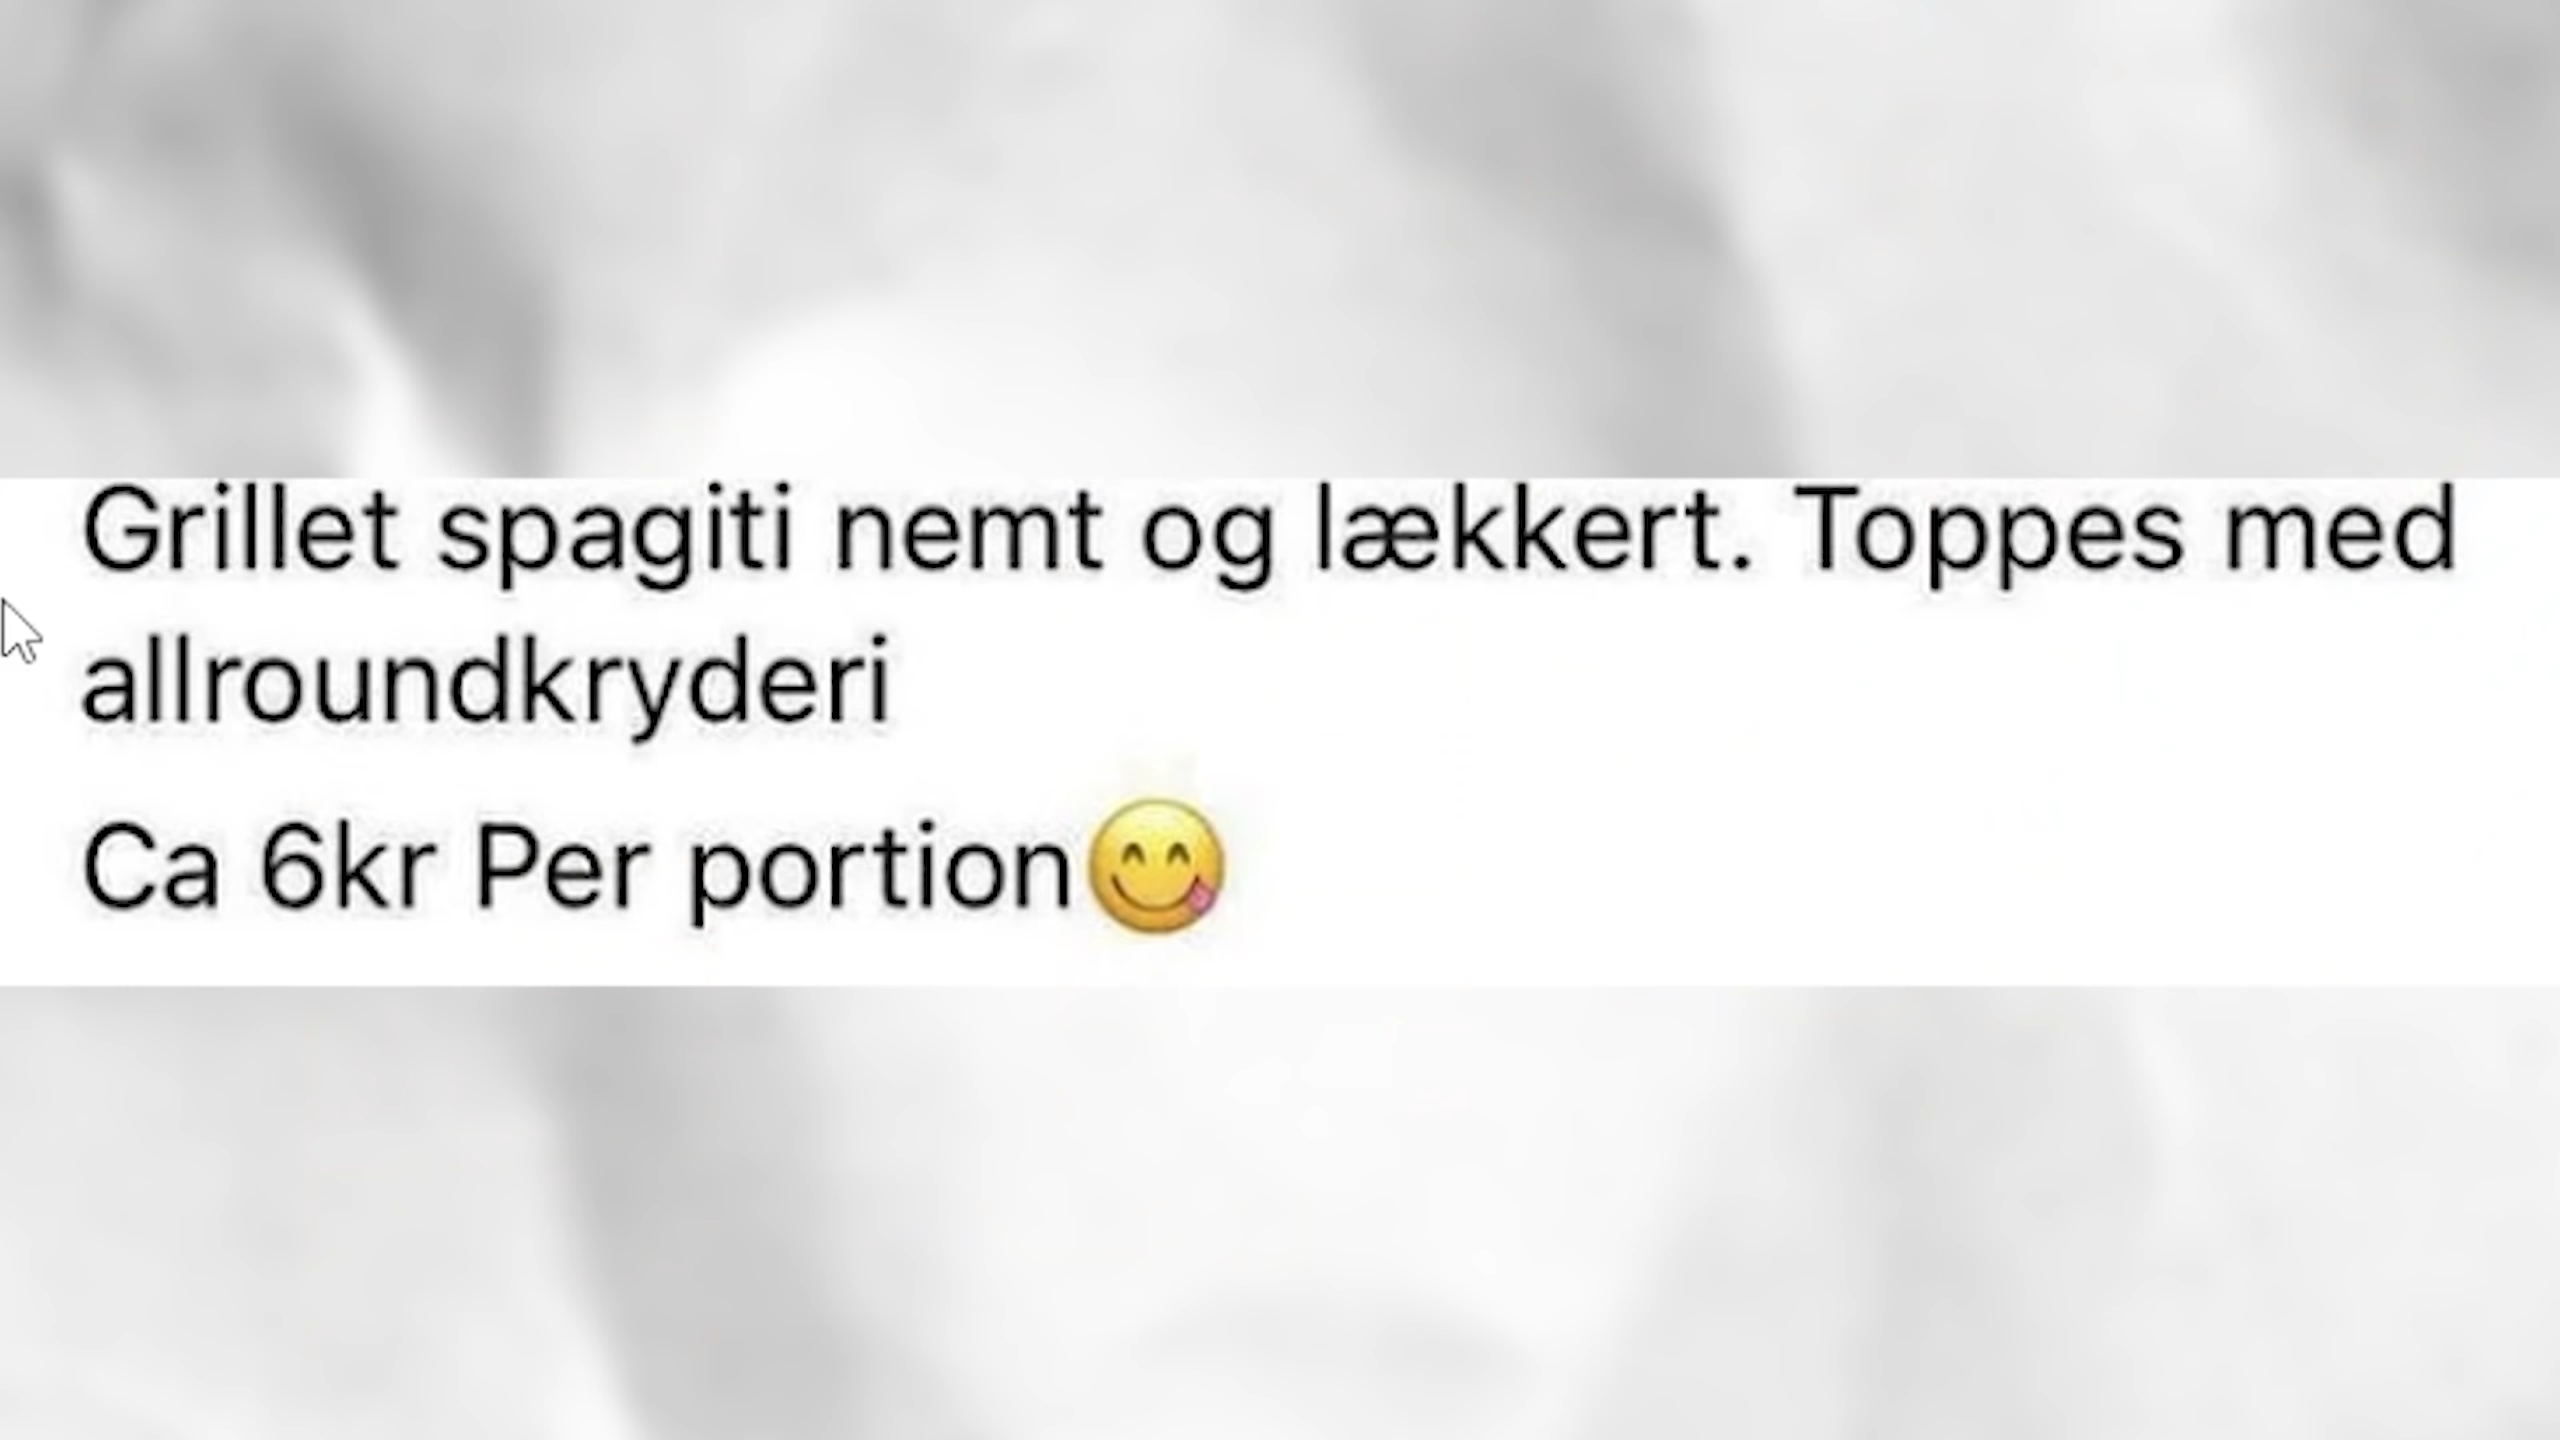 Grillet spagiti nemt og lækkert. Toppes med
allroundkryderi
Ca 6kr Per portion😋